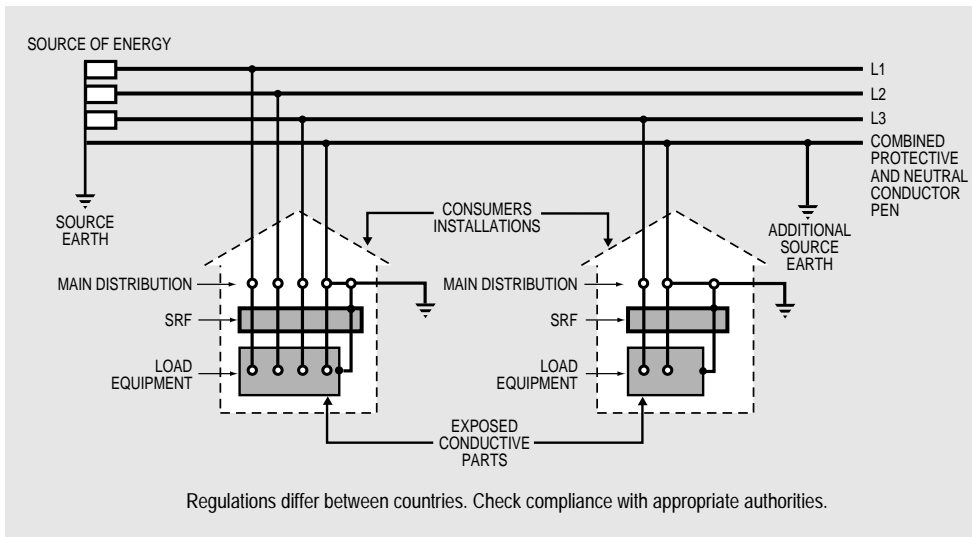 SOURCE OF ENERGY
L1
L2
L3
COMBINED
PROTECTIVE
AND NEUTRAL
CONDUCTOR
PEN
SOURCE
EARTH
CONSUMERS
INSTALLATIONS
ADDITIONAL
SOURCE
EARTH
MAIN DISTRIBUTION
MAIN DISTRIBUTION
SRF
SRF
LOAD
EQUIPMENT
LOAD
EQUIPMENT
EXPOSED
CONDUCTIVE
PARTS
Regulations differ between countries. Check compliance with appropriate authorities.